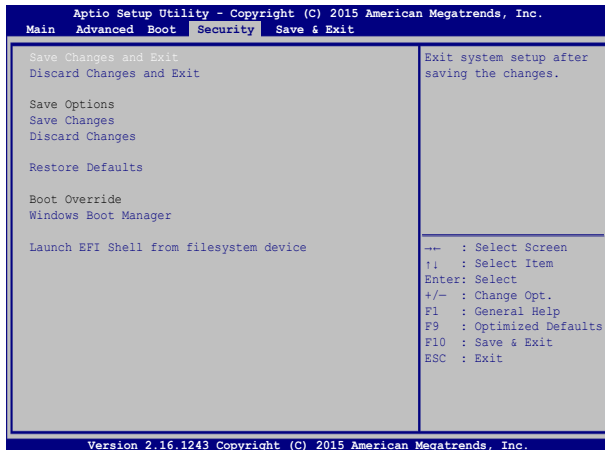 Aptio Setup Utility - Copyright (C) 2015 American Megatrends, Inc.
Main Advanced Boot Security Save & Exit
Save Changes and Exit
Discard Changes and Exit
Save Options
Save Changes
Discard Changes
Restore Defaults
Boot Override
Windows Boot Manager
Launch EFI Shell from filesystem device
Exit system setup after
saving the changes.
→← : Select Screen
↑↓ : Select Item
Enter: Select
+/— : Change Opt.
F1 : General Help
F9 : Optimized Defaults
F10 : Save & Exit
ESC : Exit
Version 2.16.1243 Copyright (C) 2015 American Megatrends, Inc.